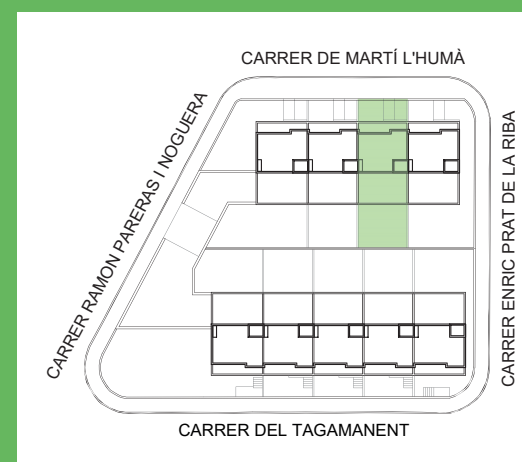 CARRER DE MARTÍ L'HUMÀ
CARRER RAMON PARERAS I NOGUERA
CARRER ENRIC PRAT DE LA RIBA
CARRER DEL TAGAMANENT